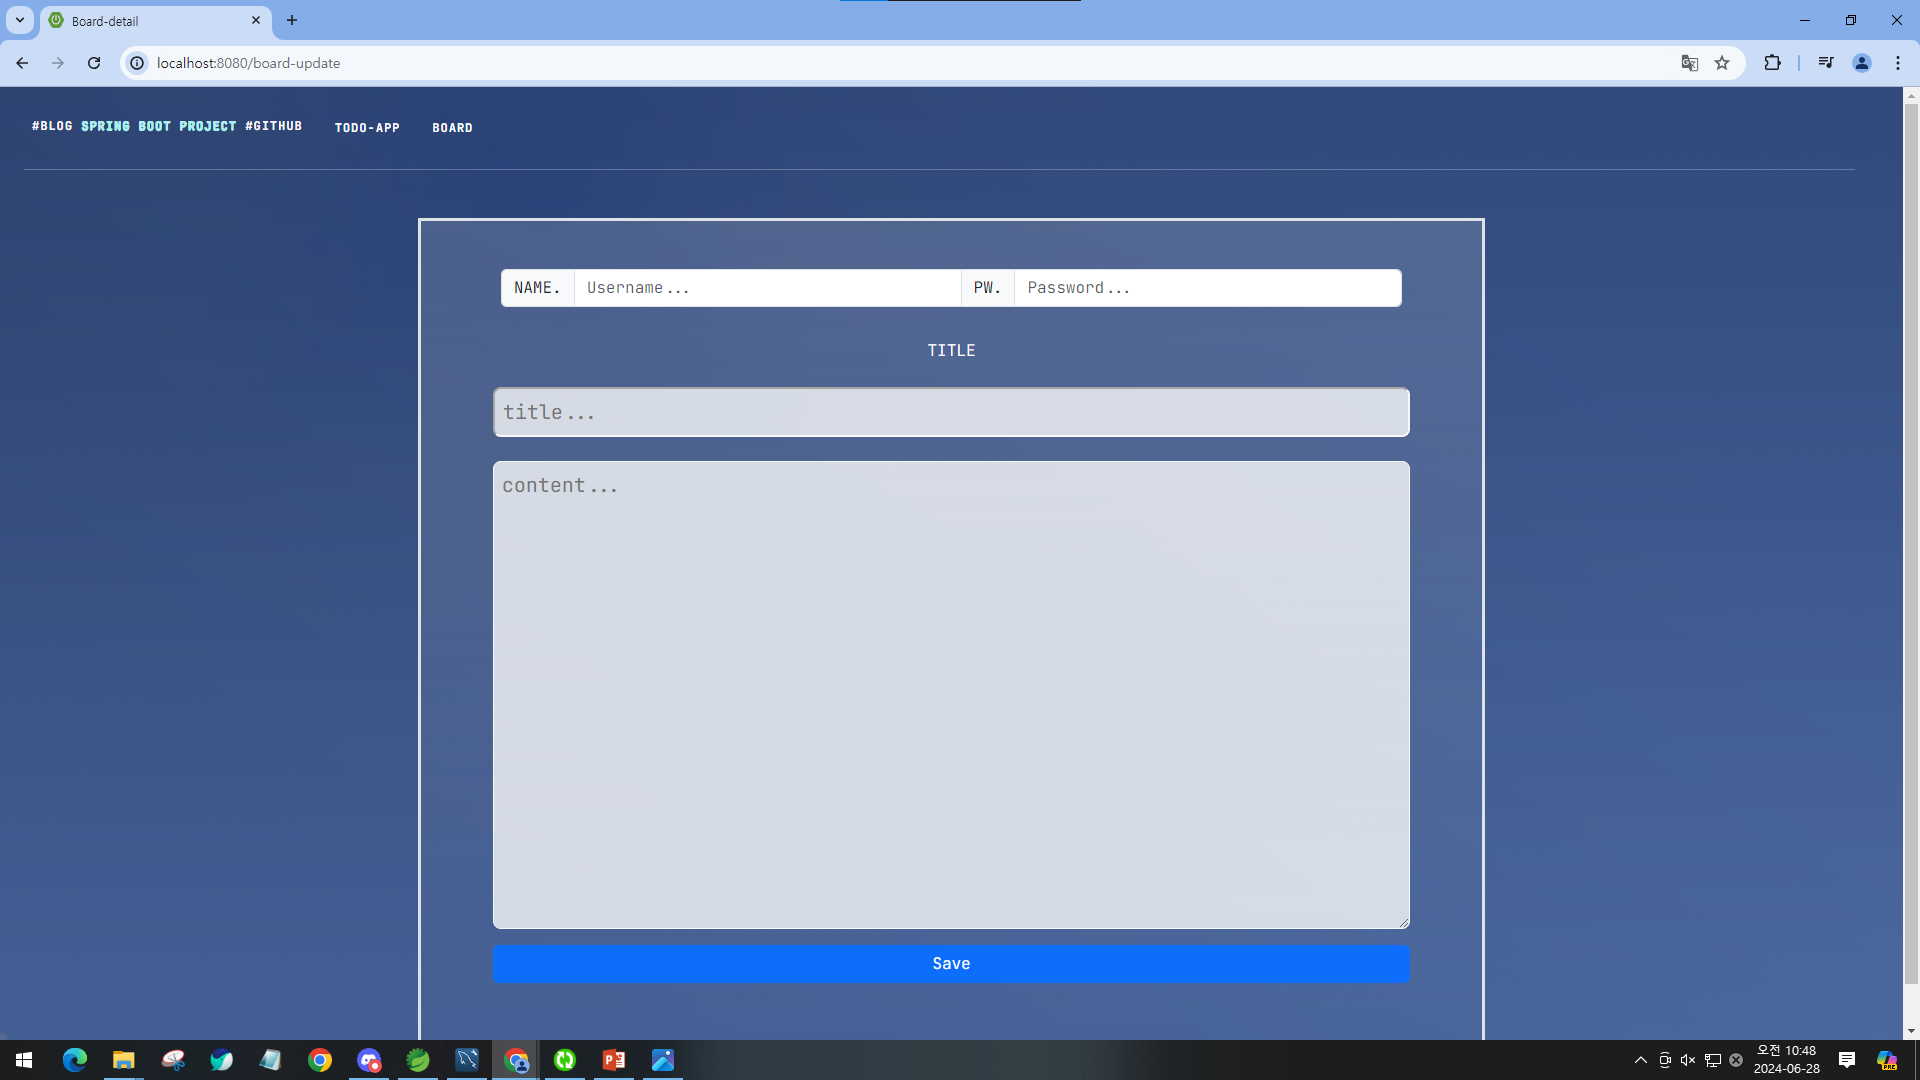 Board-detail
localhost:8080/board-update
#BLOG SPRING BOOT PROJECT #GITHUB TODO-APP BOARD
NAME. Username... PW. Password...
TITLE
title...
content...
Save
오전 10:48
2024-06-28